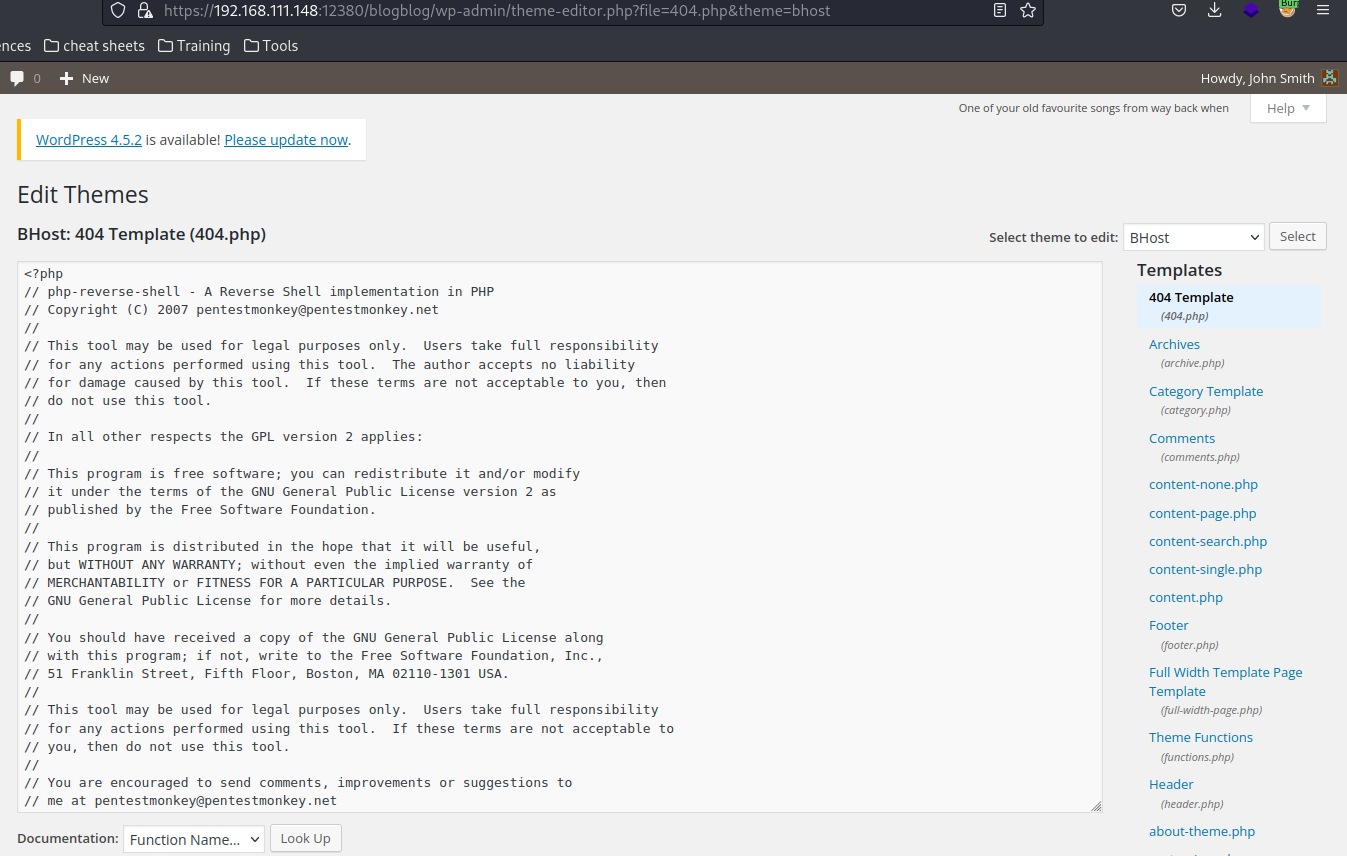 https://192.168.111.148:12380/blogblog/wp-admin/theme-editor.php?file=404.php&theme=bhost
nces cheat sheets Training Tools
0 New Howdy, John Smith
One of your old favourite songs from way back when Help
WordPress 4.5.2 is available! Please update now.
Edit Themes
BHost: 404 Template (404.php)
Select theme to edit: BHost Select
<?php
// php-reverse-shell - A Reverse Shell implementation in PHP
// Copyright (C) 2007 pentestmonkey@pentestmonkey.net
//
// This tool may be used for legal purposes only.  Users take full responsibility
// for any actions performed using this tool.  The author accepts no liability
// for damage caused by this tool.  If these terms are not acceptable to you, then
// do not use this tool.
//
// In all other respects the GPL version 2 applies:
//
// This program is free software; you can redistribute it and/or modify
// it under the terms of the GNU General Public License version 2 as
// published by the Free Software Foundation.
//
// This program is distributed in the hope that it will be useful,
// but WITHOUT ANY WARRANTY; without even the implied warranty of
// MERCHANTABILITY or FITNESS FOR A PARTICULAR PURPOSE.  See the
// GNU General Public License for more details.
//
// You should have received a copy of the GNU General Public License along
// with this program; if not, write to the Free Software Foundation, Inc.,
// 51 Franklin Street, Fifth Floor, Boston, MA 02110-1301 USA.
//
// This tool may be used for legal purposes only.  Users take full responsibility
// for any actions performed using this tool.  If these terms are not acceptable to
// you, then do not use this tool.
//
// You are encouraged to send comments, improvements or suggestions to
// me at pentestmonkey@pentestmonkey.net
Templates
404 Template
(404.php)
Archives
(archive.php)
Category Template
(category.php)
Comments
(comments.php)
content-none.php
content-page.php
content-search.php
content-single.php
content.php
Footer
(footer.php)
Full Width Template Page
Template
(full-width-page.php)
Theme Functions
(functions.php)
Header
(header.php)
about-theme.php
Documentation: Function Name... Look Up